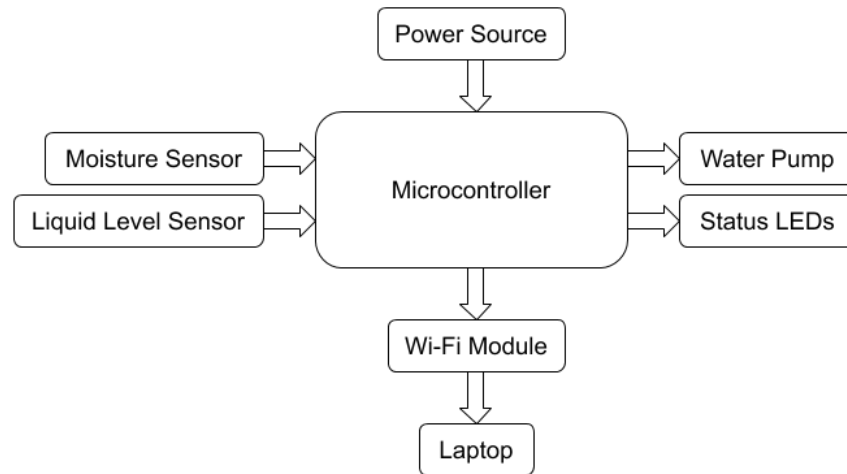 Power Source
Moisture Sensor
Liquid Level Sensor
Microcontroller
Water Pump
Status LEDs
Wi-Fi Module
Laptop